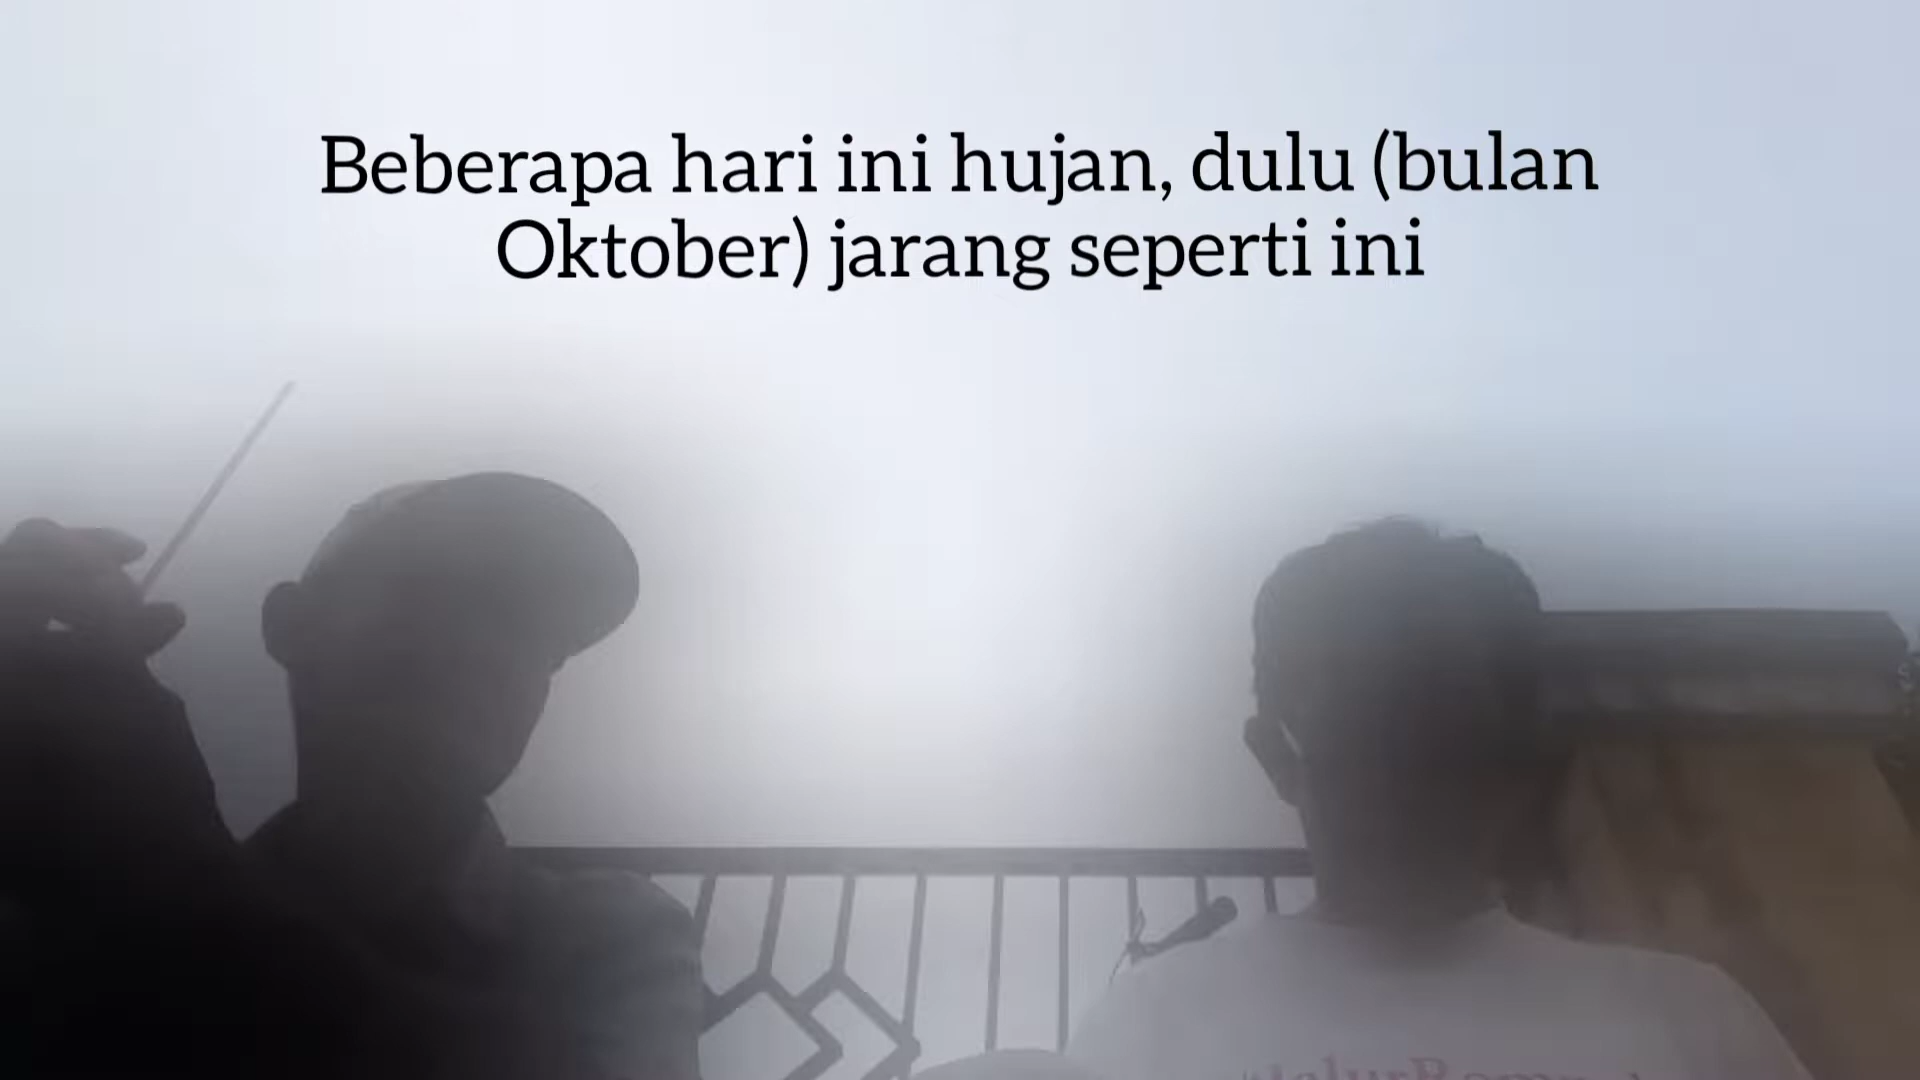 Beberapa hari ini hujan, dulu (bulan
Oktober) jarang seperti ini